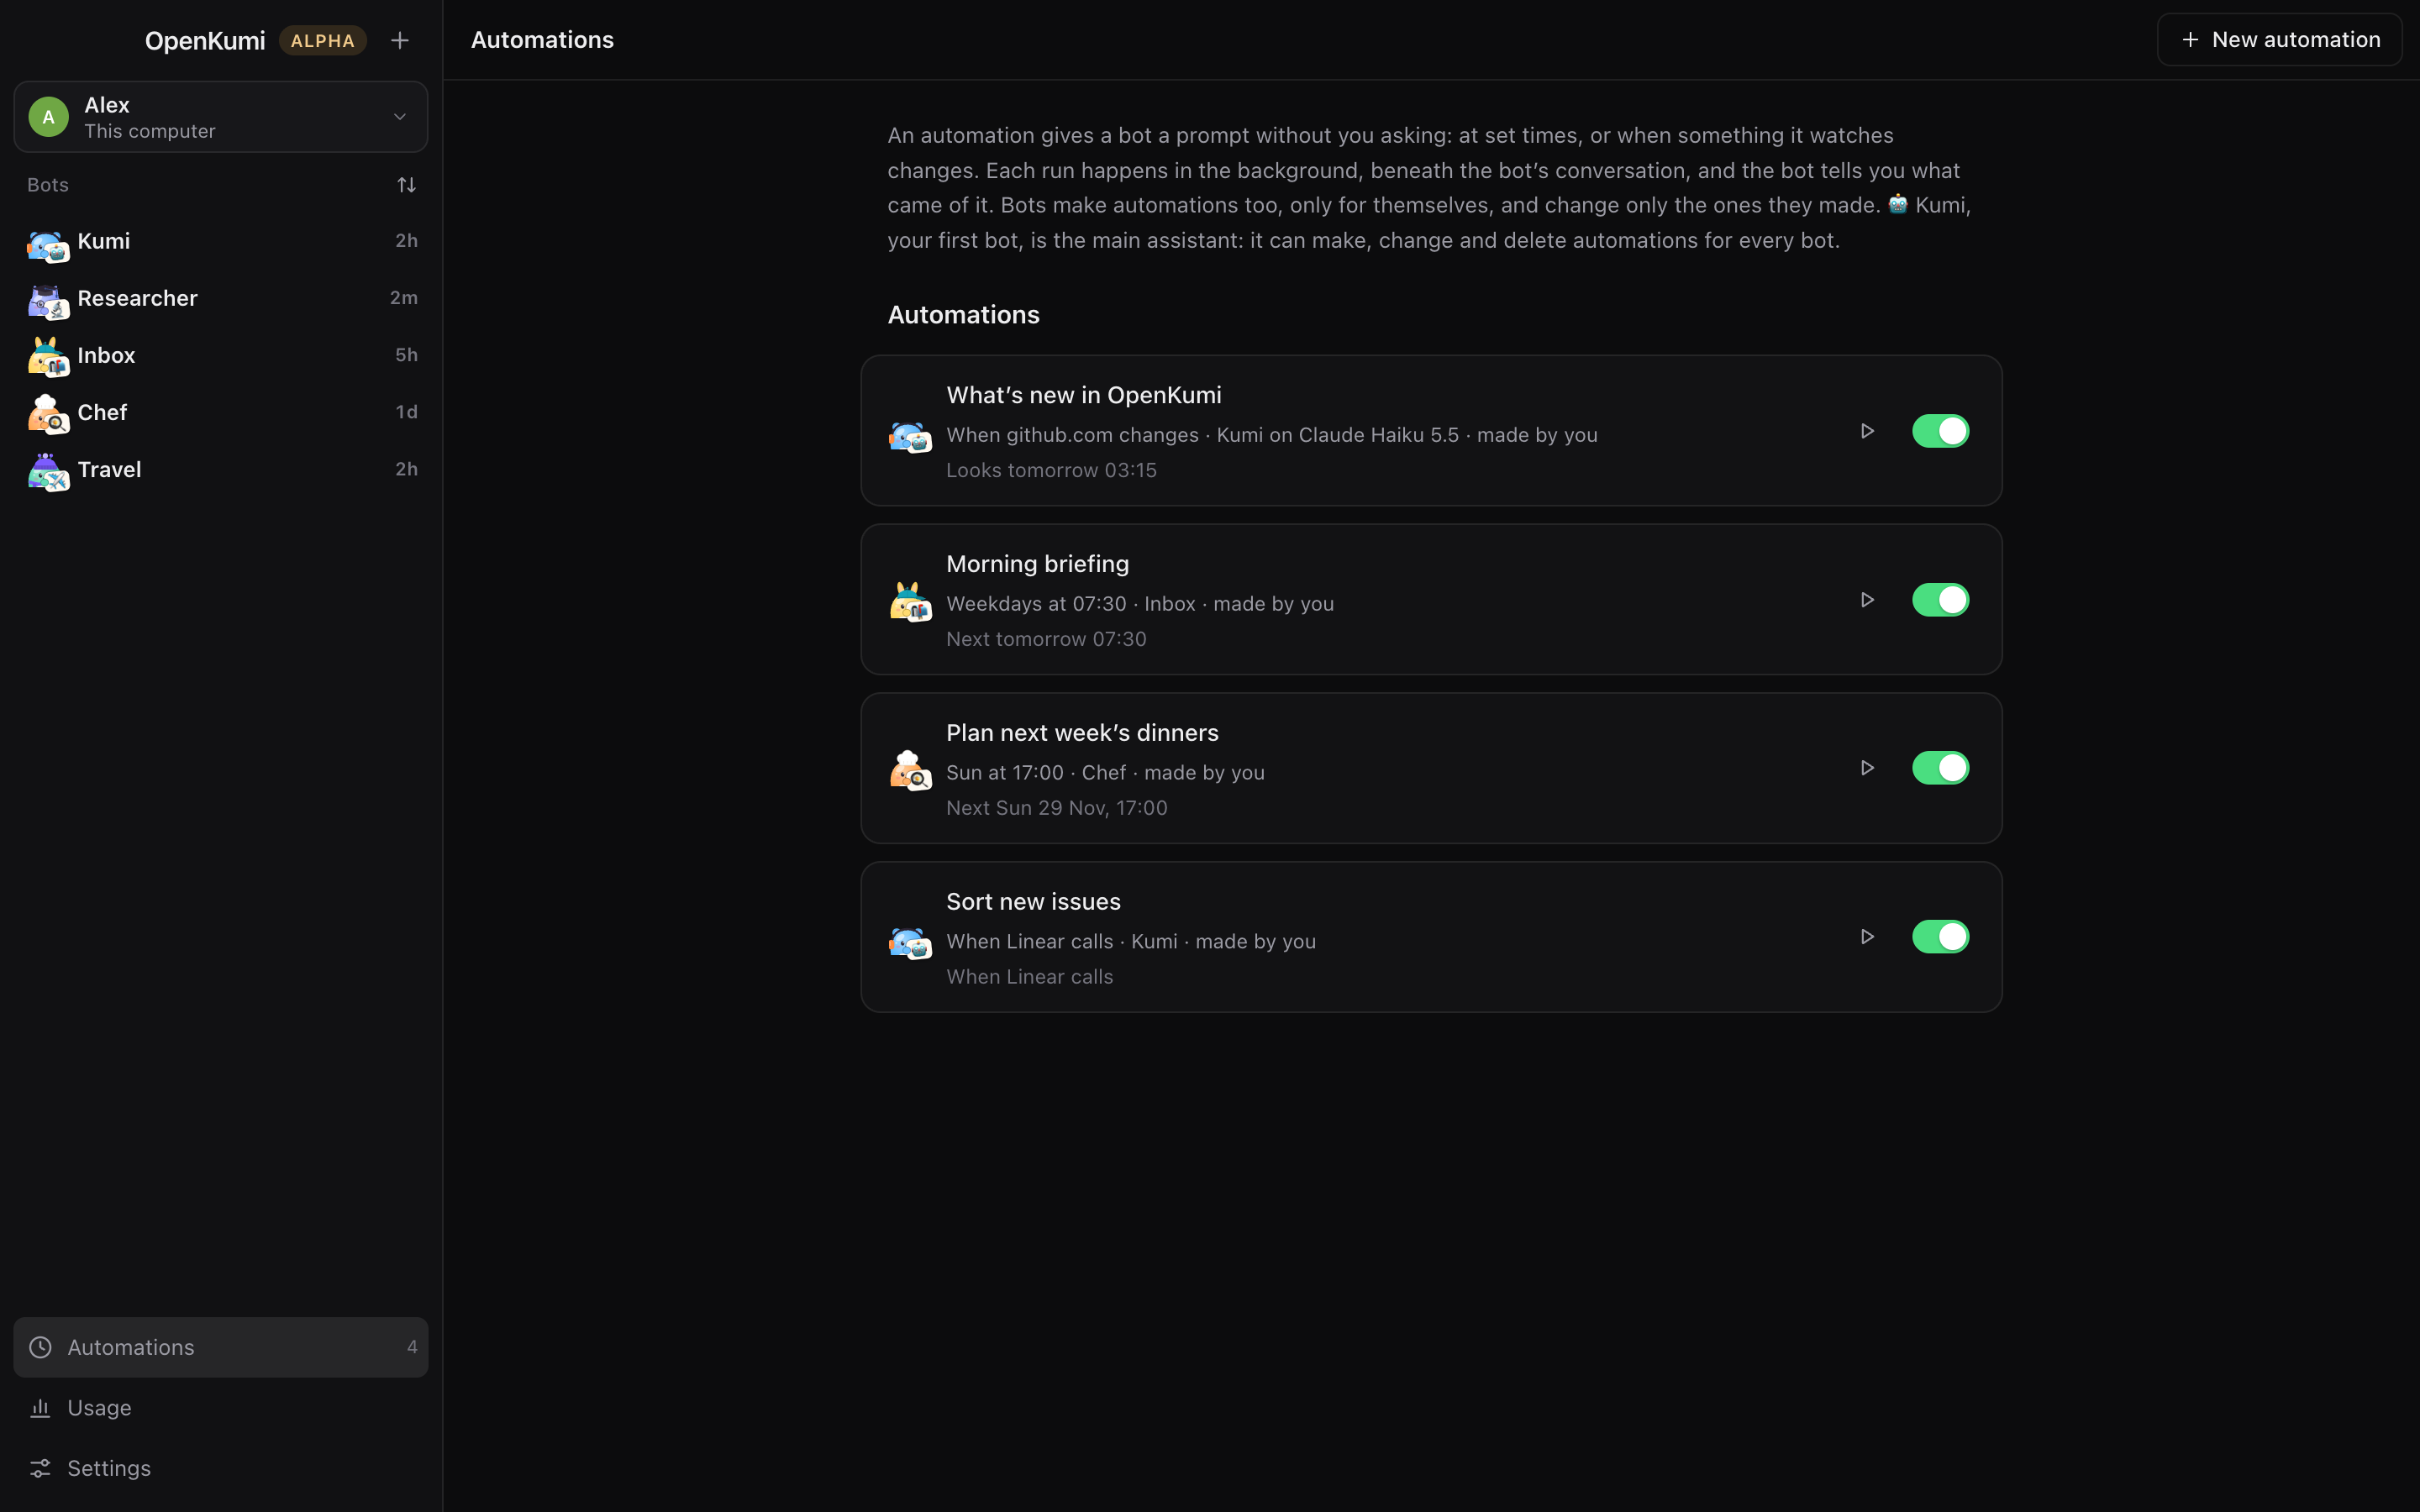 OpenKumi ALPHA
A
Alex
This computer
Bots
Kumi 2h
Researcher 2m
Inbox 5h
Chef 1d
Travel 2h
Automations 4
Usage
Settings
Automations
New automation
An automation gives a bot a prompt without you asking: at set times, or when something it watches
changes. Each run happens in the background, beneath the bot’s conversation, and the bot tells you what
came of it. Bots make automations too, only for themselves, and change only the ones they made. 🤖 Kumi,
your first bot, is the main assistant: it can make, change and delete automations for every bot.
Automations
What’s new in OpenKumi
When github.com changes · Kumi on Claude Haiku 5.5 · made by you
Looks tomorrow 03:15
Morning briefing
Weekdays at 07:30 · Inbox · made by you
Next tomorrow 07:30
Plan next week’s dinners
Sun at 17:00 · Chef · made by you
Next Sun 29 Nov, 17:00
Sort new issues
When Linear calls · Kumi · made by you
When Linear calls